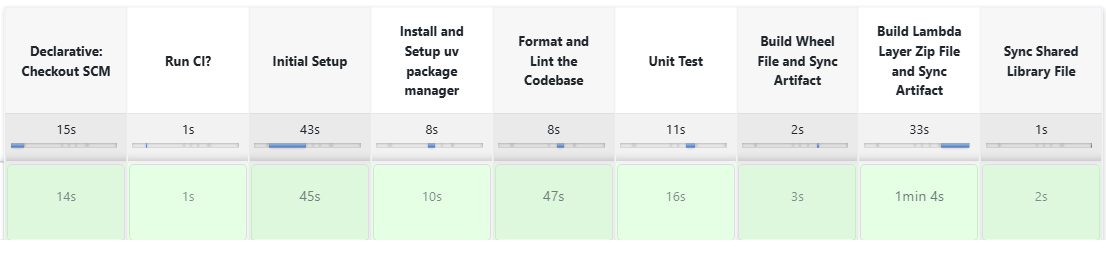 Declarative:
Checkout SCM
Run CI?
Initial Setup
Install and
Setup uv
package
manager
Format and
Lint the
Codebase
Unit Test
Build Wheel
File and Sync
Artifact
Build Lambda
Layer Zip File
and Sync
Artifact
Sync Shared
Library File
15s
1s
43s
8s
8s
11s
2s
33s
1s
14s
1s
45s
10s
47s
16s
3s
1min 4s
2s